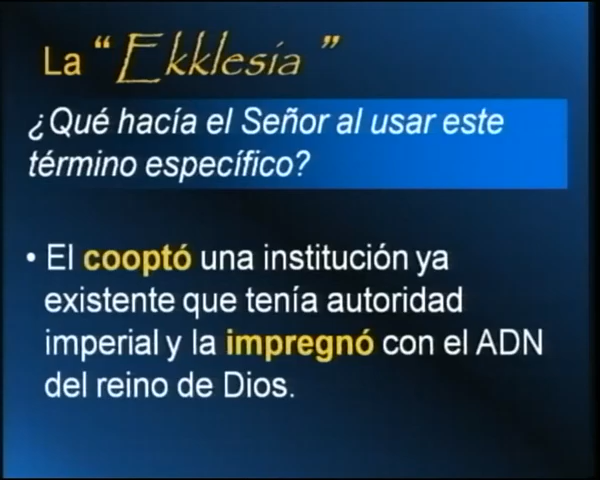 La “Ekklesía”
¿Qué hacía el Señor al usar este
término específico?
• El cooptó una institución ya
existente que tenía autoridad
imperial y la impregnó con el ADN
del reino de Dios.